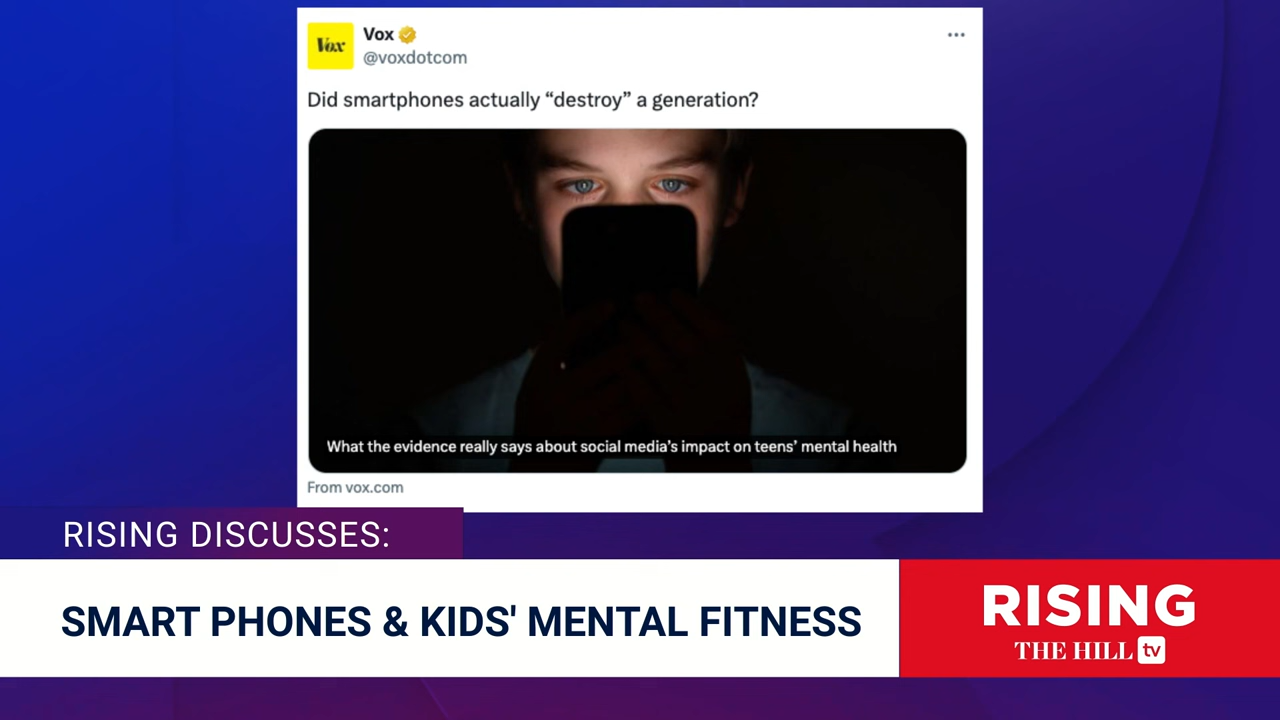 Vox
Vox
@voxdotcom
Did smartphones actually “destroy” a generation?
What the evidence really says about social media’s impact on teens’ mental health
From vox.com
RISING DISCUSSES:
SMART PHONES & KIDS' MENTAL FITNESS
RISING
THE HILL tv